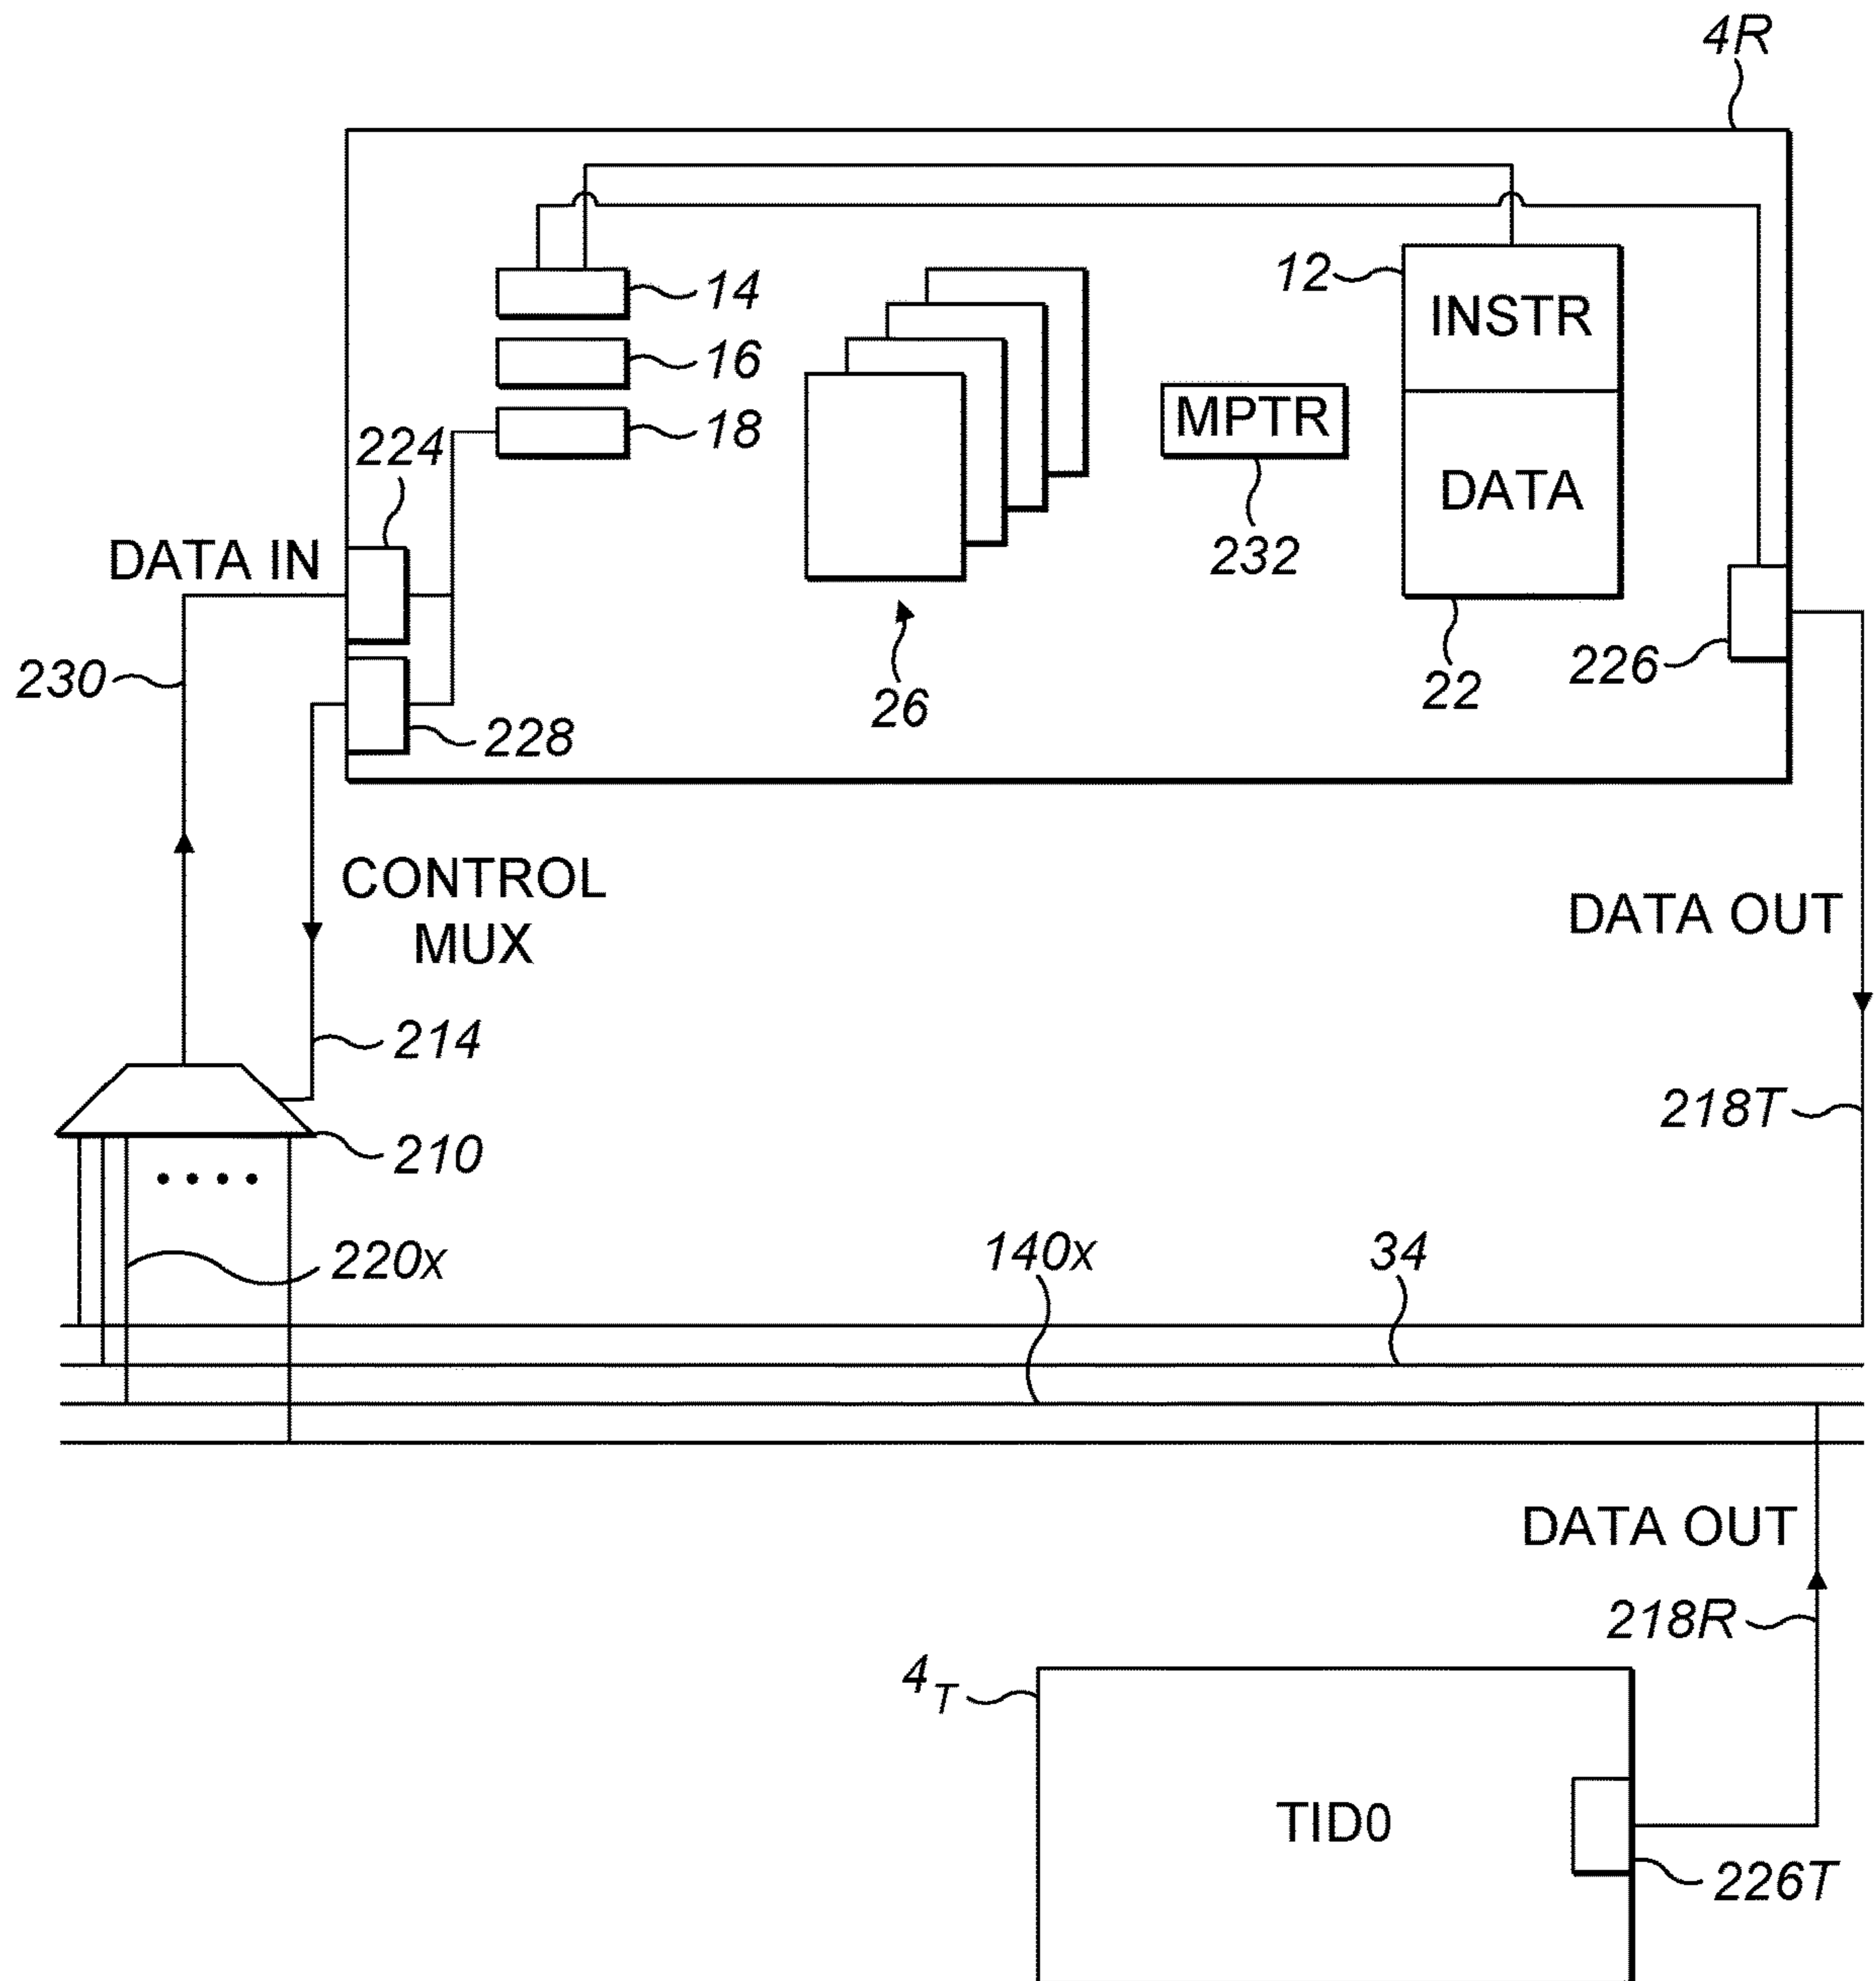 4R
14
12
INSTR
16
MPTR
18
224
DATA
232
DATA IN
230
26
22
226
228
CONTROL
MUX
DATA OUT
214
218T
210
220x
140x
34
DATA OUT
218R
4T
TID0
226T